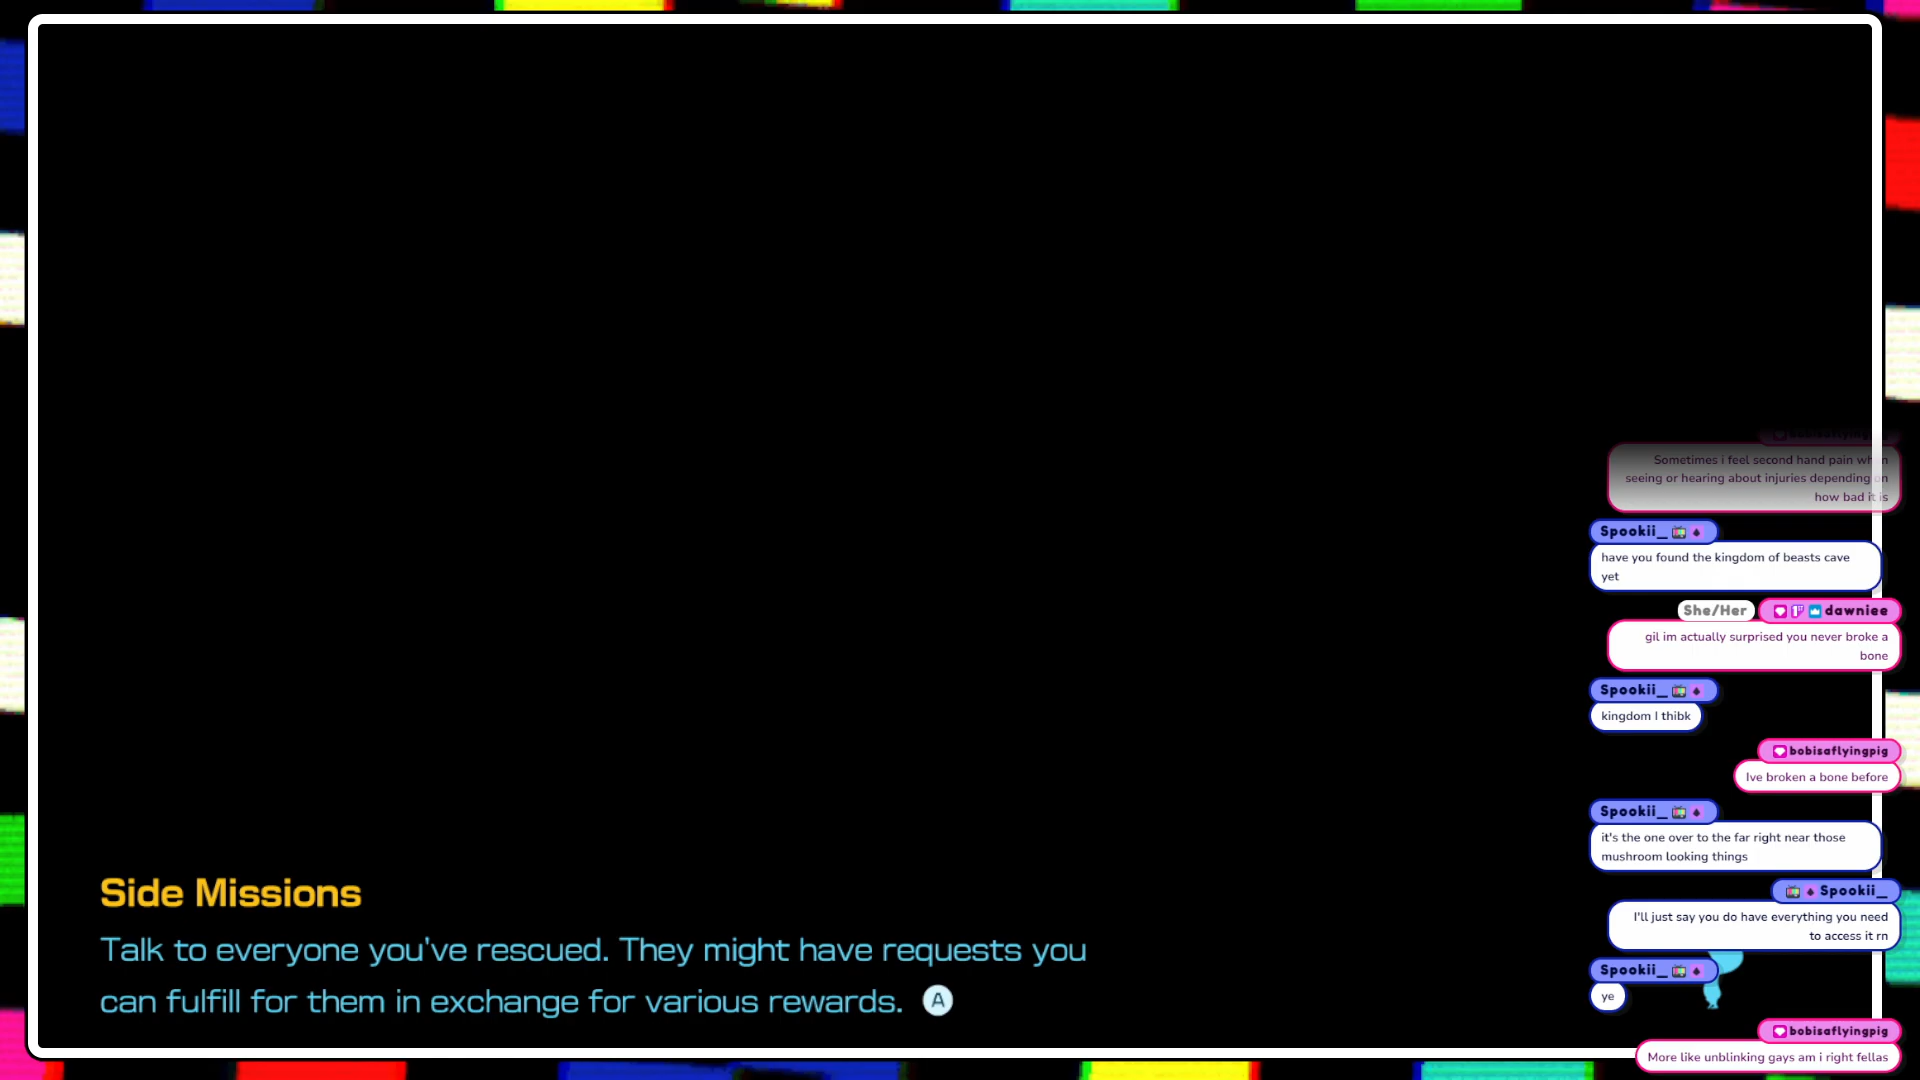 Sometimes i feel second hand pain when
seeing or hearing about injuries depending on
how bad it is
Spookii_
have you found the kingdom of beasts cave
yet
She/Her dawniee
gil im actually surprised you never broke a
bone
Spookii_
kingdom I thibk
bobisaflyingpig
Ive broken a bone before
Spookii_
it's the one over to the far right near those
mushroom looking things
Spookii_
I'll just say you do have everything you need
to access it rn
Spookii_
ye
bobisaflyingpig
More like unblinking gays am i right fellas
Side Missions
Talk to everyone you've rescued. They might have requests you
can fulfill for them in exchange for various rewards. A